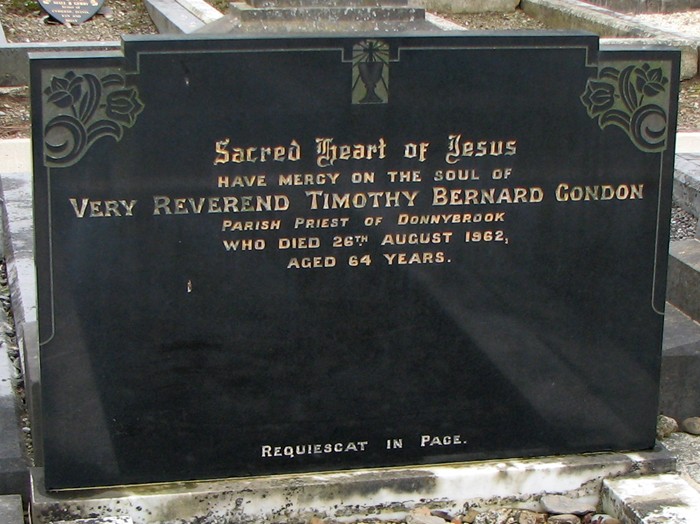 Sacred Heart of Jesus
HAVE MERCY ON THE SOUL OF
VERY REVEREND TIMOTHY BERNARD CONDON
PARISH PRIEST OF DONNYBROOK
WHO DIED 26TH AUGUST 1962,
AGED 64 YEARS.
REQUIESCAT IN PACE.